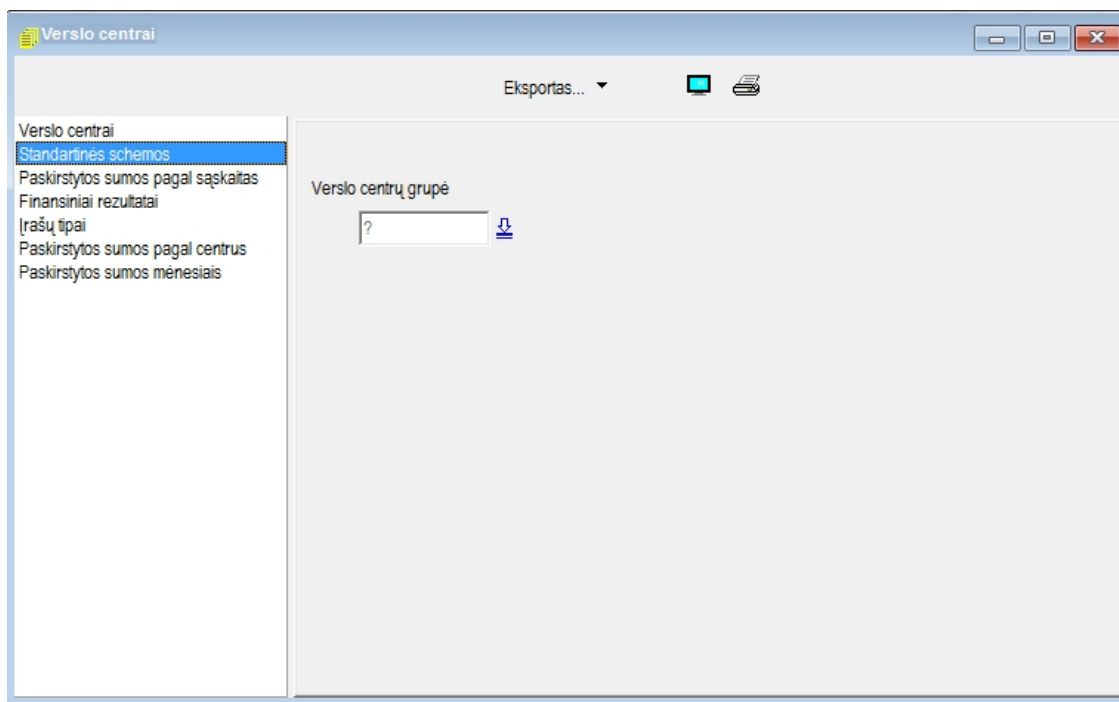 Verslo centrai
Eksportas...
Verslo centrai
Standartinės schemos
Paskirstytos sumos pagal sąskaitas
Finansiniai rezultatai
Įrašų tipai
Paskirstytos sumos pagal centrus
Paskirstytos sumos mėnesiais
Verslo centrų grupė
?